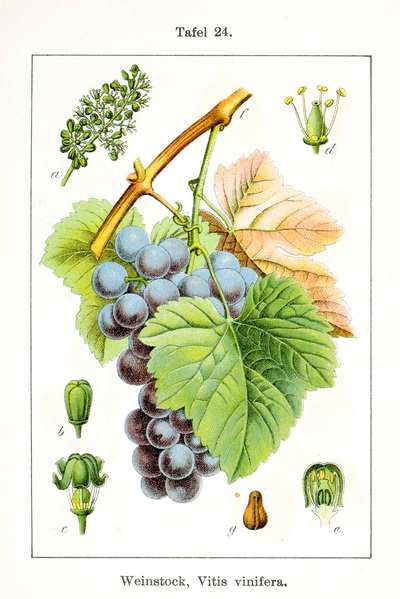 Tafel 24.
a
f
d
b
c
g
e
Weinstock, Vitis vinifera.